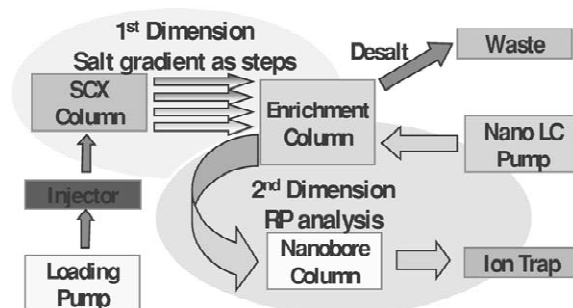 1st Dimension
Salt gradient as steps
Desalt
Waste
SCX
Column
Enrichment
Column
Nano LC
Pump
Injector
2nd Dimension
RP analysis
Nanobore
Column
Ion Trap
Loading
Pump